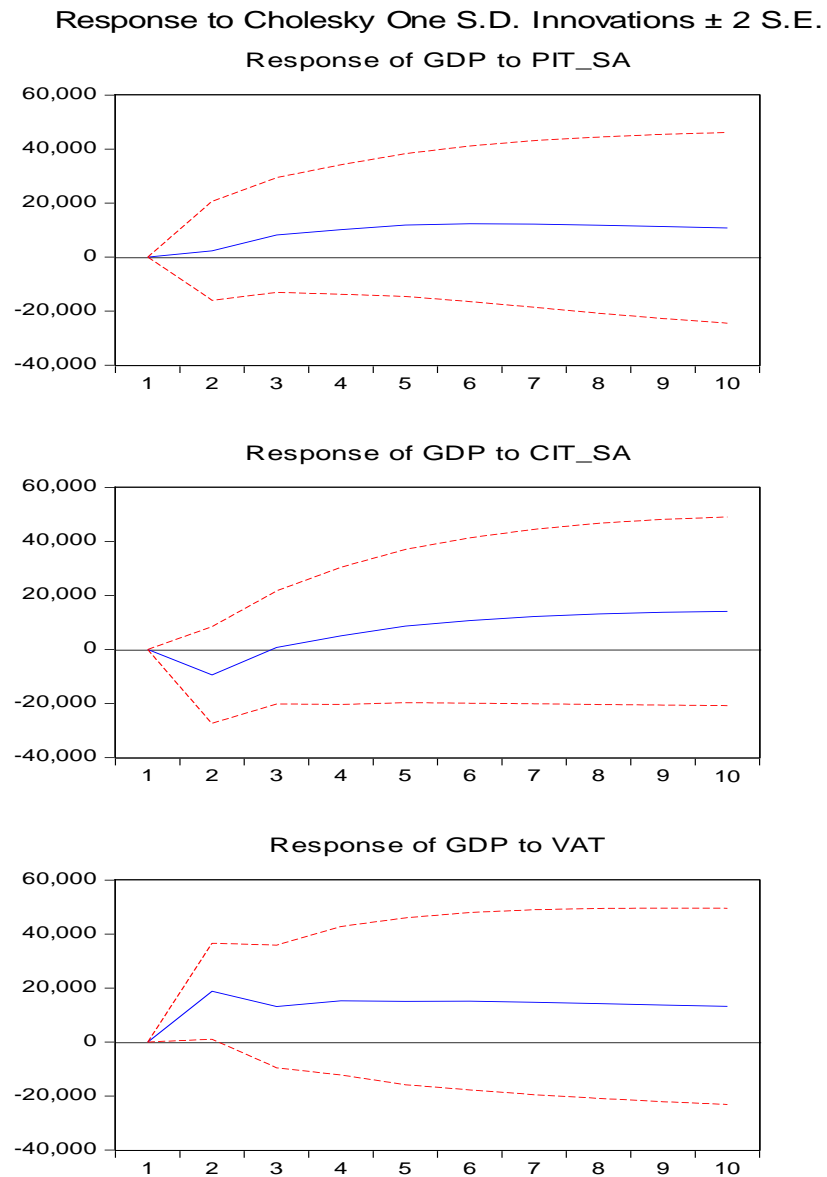 Response to Cholesky One S.D. Innovations ± 2 S.E.
Response of GDP to PIT_SA
60,000
40,000
20,000
0
-20,000
-40,000
1 2 3 4 5 6 7 8 9 10
Response of GDP to CIT_SA
60,000
40,000
20,000
0
-20,000
-40,000
1 2 3 4 5 6 7 8 9 10
Response of GDP to VAT
60,000
40,000
20,000
0
-20,000
-40,000
1 2 3 4 5 6 7 8 9 10